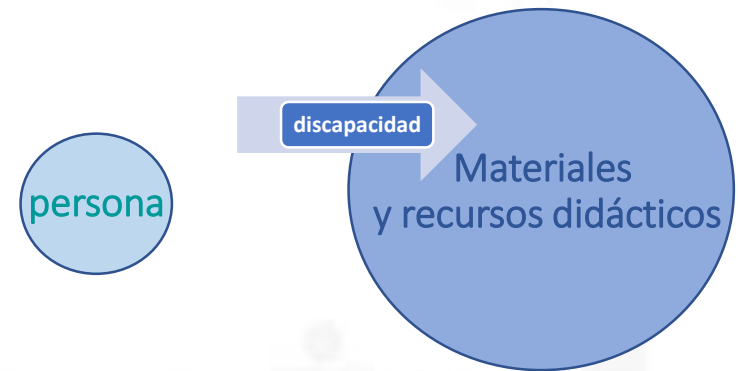 discapacidad
persona
Materiales
y recursos didácticos